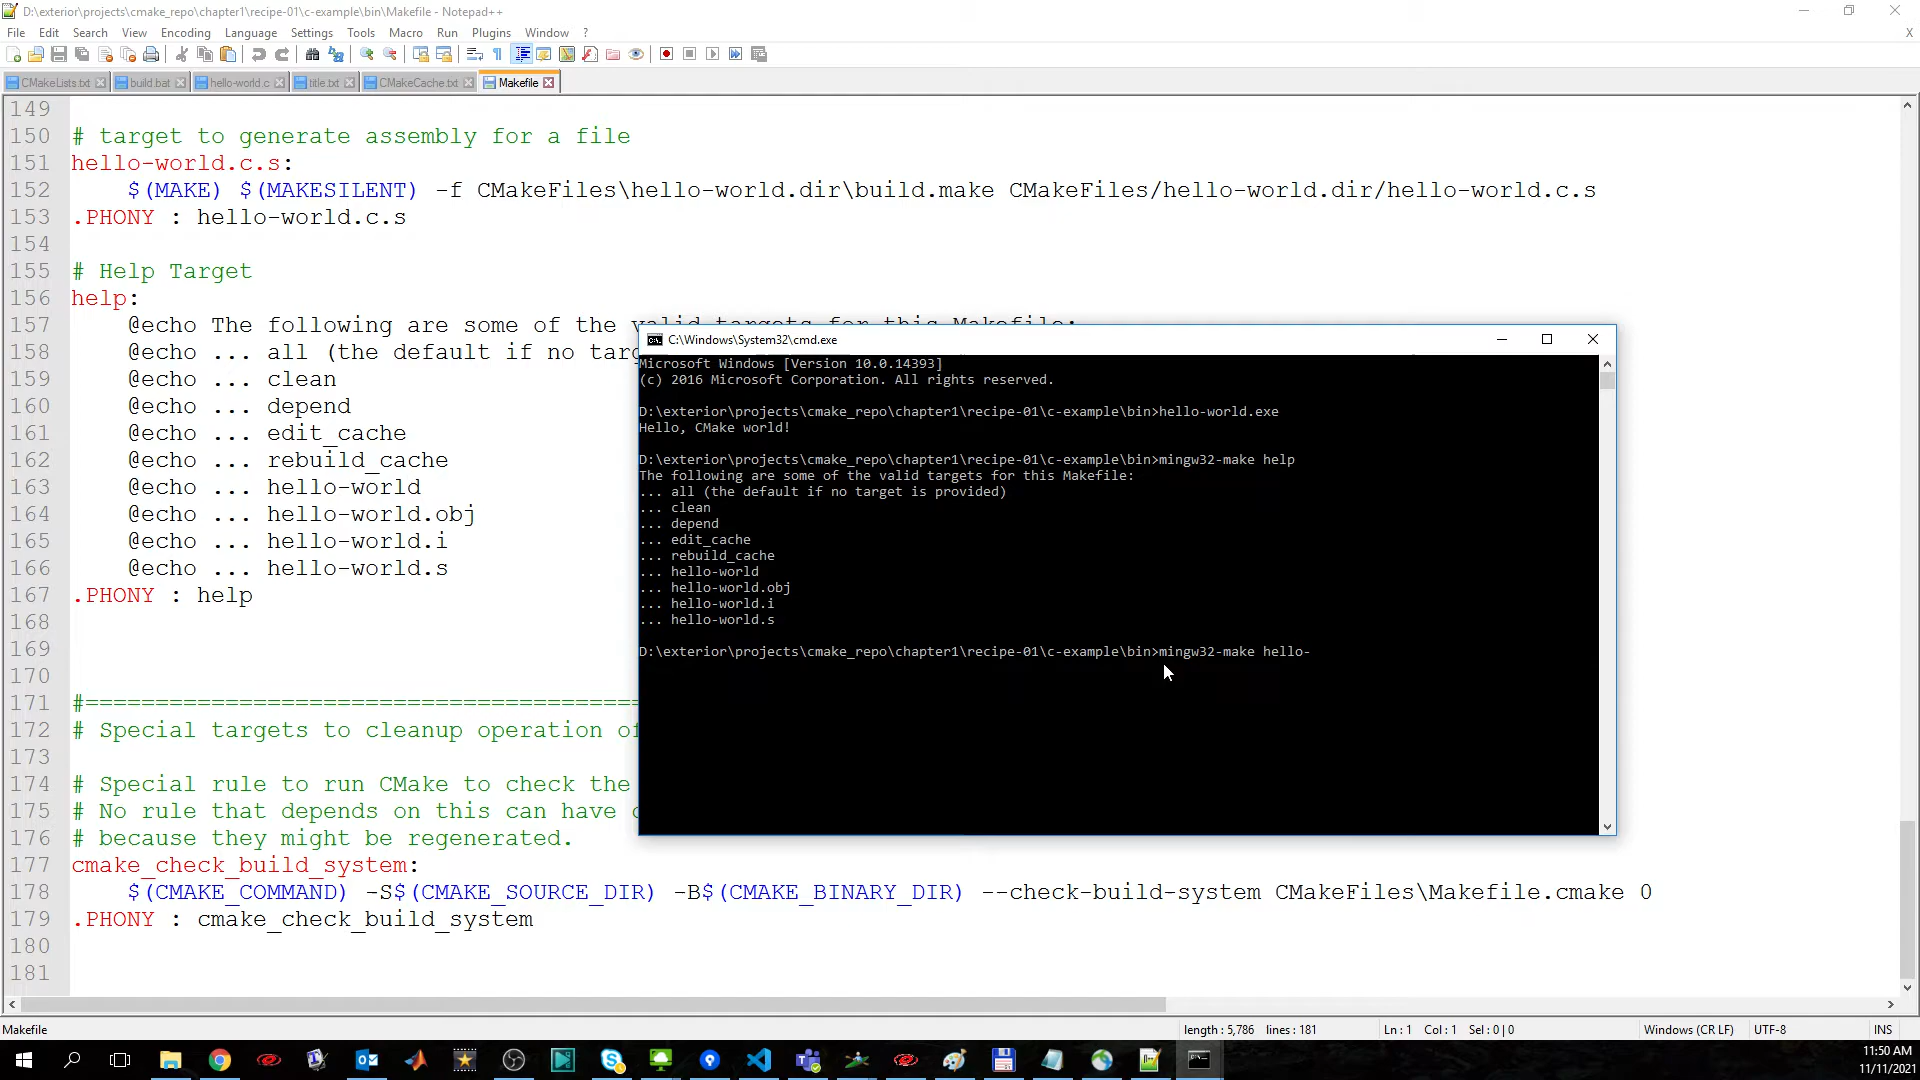 D:\exterior\projects\cmake_repo\chapter1\recipe-01\c-example\bin\Makefile - Notepad++
File Edit Search View Encoding Language Settings Tools Macro Run Plugins Window ? X
CMakeLists.txt build.bat hello-world.c title.txt CMakeCache.txt Makefile
149
150 # target to generate assembly for a file
151 hello-world.c.s:
152 $(MAKE) $(MAKESILENT) -f CMakeFiles\hello-world.dir\build.make CMakeFiles/hello-world.dir/hello-world.c.s
153 .PHONY : hello-world.c.s
154
155 # Help Target
156 help:
157 @echo The following are some of the valid targets for this Makefile:
158 @echo ... all (the default if no targ
159 @echo ... clean
160 @echo ... depend
161 @echo ... edit_cache
162 @echo ... rebuild_cache
163 @echo ... hello-world
164 @echo ... hello-world.obj
165 @echo ... hello-world.i
166 @echo ... hello-world.s
167 .PHONY : help
168
169
170
171 #========================================
172 # Special targets to cleanup operation of
173
174 # Special rule to run CMake to check the
175 # No rule that depends on this can have
176 # because they might be regenerated.
177 cmake_check_build_system:
178 $(CMAKE_COMMAND) -S$(CMAKE_SOURCE_DIR) -B$(CMAKE_BINARY_DIR) --check-build-system CMakeFiles\Makefile.cmake 0
179 .PHONY : cmake_check_build_system
180
181
C:\Windows\System32\cmd.exe
Microsoft Windows [Version 10.0.14393]
(c) 2016 Microsoft Corporation. All rights reserved.
D:\exterior\projects\cmake_repo\chapter1\recipe-01\c-example\bin>hello-world.exe
Hello, CMake world!
D:\exterior\projects\cmake_repo\chapter1\recipe-01\c-example\bin>mingw32-make help
The following are some of the valid targets for this Makefile:
... all (the default if no target is provided)
... clean
... depend
... edit_cache
... rebuild_cache
... hello-world
... hello-world.obj
... hello-world.i
... hello-world.s
D:\exterior\projects\cmake_repo\chapter1\recipe-01\c-example\bin>mingw32-make hello-
Makefile length : 5,786 lines : 181 Ln : 1 Col : 1 Sel : 0 | 0 Windows (CR LF) UTF-8 INS
11:50 AM
11/11/2021